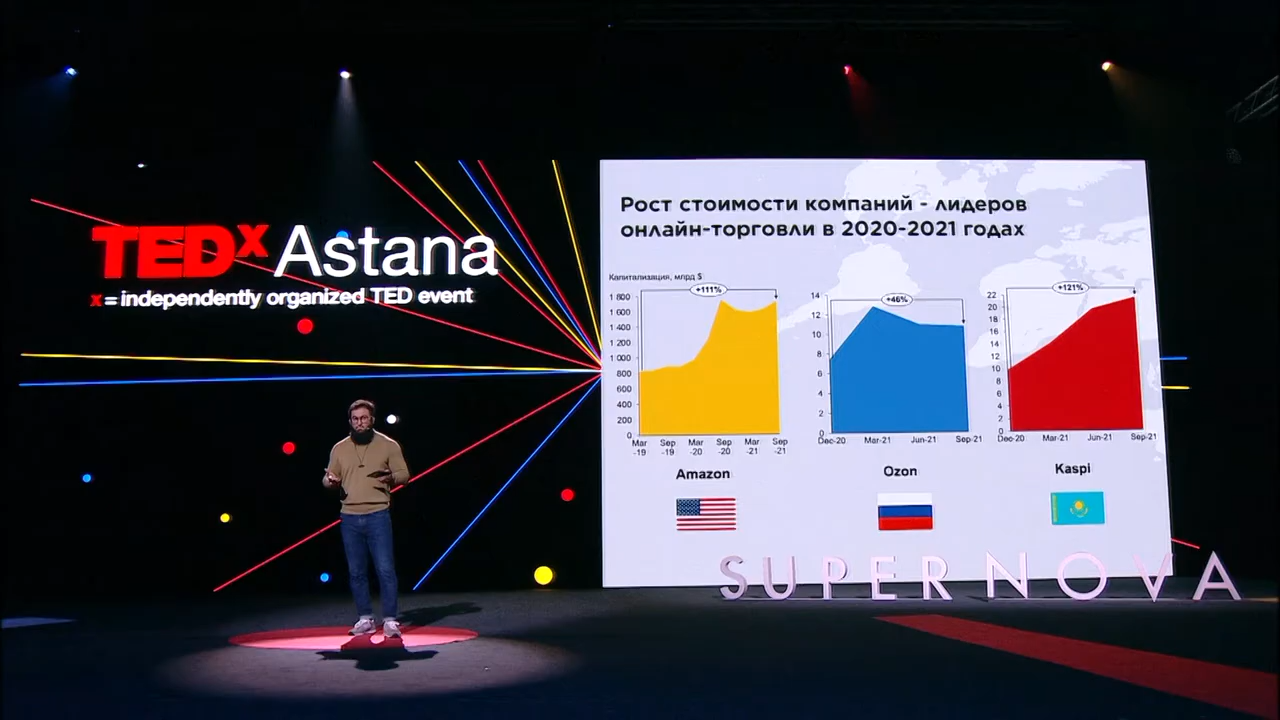 TEDx Astana
x = independently organized TED event
Рост стоимости компаний - лидеров
онлайн-торговли в 2020-2021 годах
Капитализация, млрд $
+111%
1 800
1 600
1 400
1 200
1 000
800
600
400
200
0
Mar -19 Sep -19 Mar -20 Sep -20 Mar -21 Sep -21
Amazon
+46%
14
12
10
8
6
4
2
0
Dec-20 Mar-21 Jun-21 Sep-21
Ozon
+121%
22
20
18
16
14
12
10
8
6
4
2
0
Dec-20 Mar-21 Jun-21 Sep-21
Kaspi
SUPERNOVA